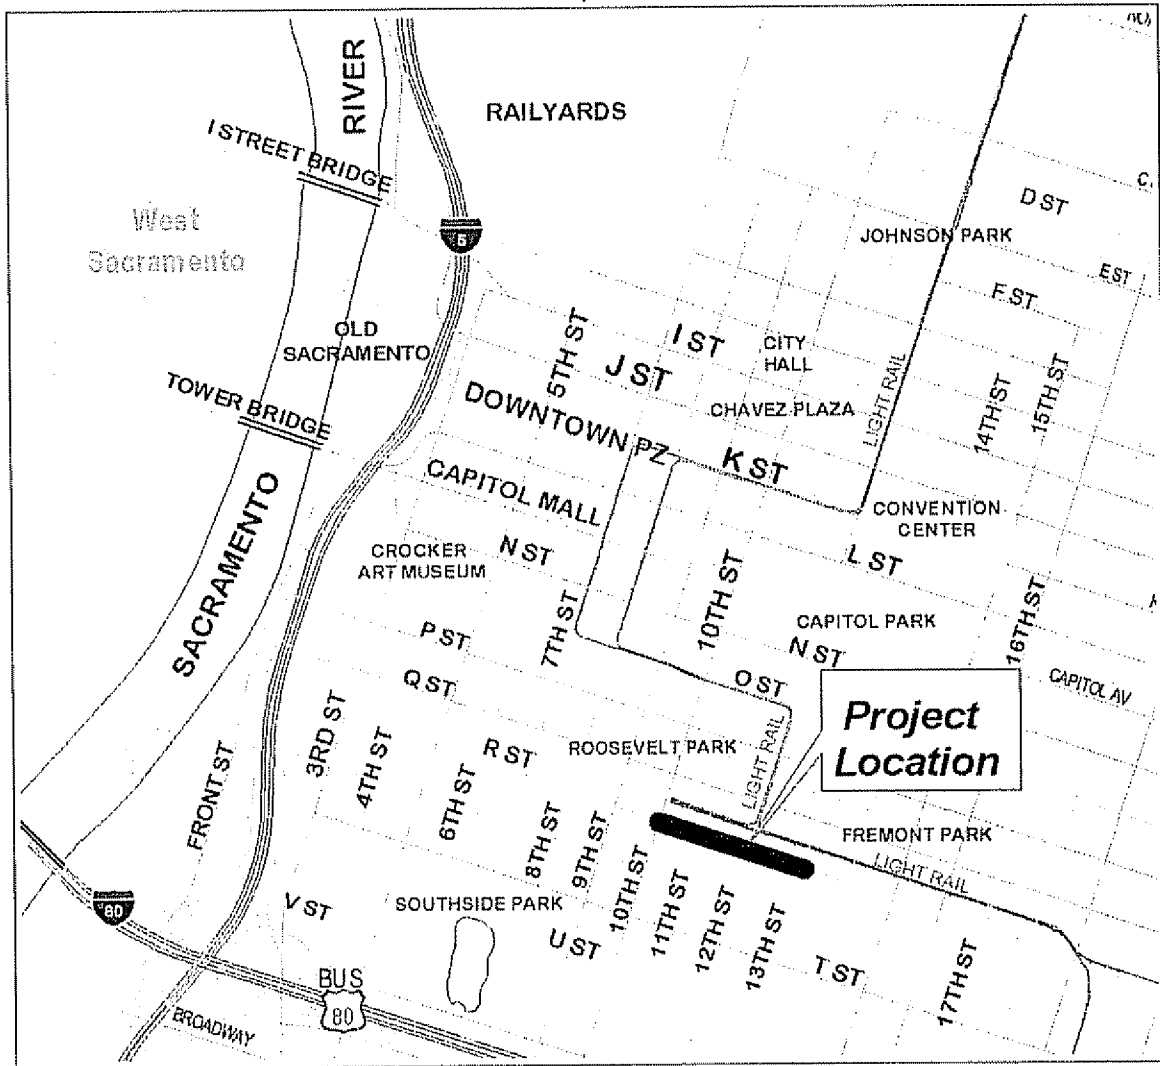 RIVER
RAILYARDS
I STREET BRIDGE
West
Sacramento
5
D ST
JOHNSON PARK
E ST
F ST
OLD
SACRAMENTO
5TH ST
I ST
J ST
CITY
HALL
LIGHT RAIL
14TH ST
15TH ST
TOWER BRIDGE
DOWNTOWN PZ
CHAVEZ PLAZA
K ST
CAPITOL MALL
SACRAMENTO
CONVENTION
CENTER
CROCKER
ART MUSEUM
N ST
L ST
7TH ST
10TH ST
CAPITOL PARK
16TH ST
P ST
N ST
Q ST
O ST
CAPITOL AV
Project
Location
3RD ST
4TH ST
R ST
ROOSEVELT PARK
LIGHT RAIL
FRONT ST
6TH ST
8TH ST
9TH ST
10TH ST
11TH ST
12TH ST
13TH ST
FREMONT PARK
LIGHT RAIL
80
V ST
SOUTHSIDE PARK
U ST
T ST
17TH ST
BUS
80
BROADWAY